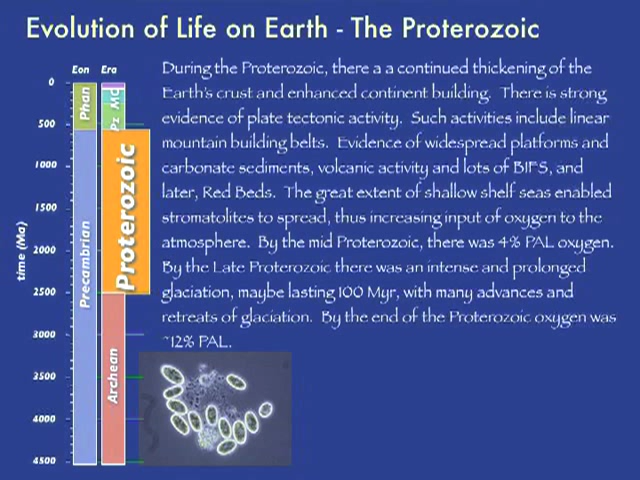 Evolution of Life on Earth - The Proterozoic
Eon Era
During the Proterozoic, there a a continued thickening of the
Earth's crust and enhanced continent building. There is strong
evidence of plate tectonic activity. Such activities include linear
mountain building belts. Evidence of widespread platforms and
carbonate sediments, volcanic activity and lots of BIFS, and
later, Red Beds. The great extent of shallow shelf seas enabled
stromatolites to spread, thus increasing input of oxygen to the
atmosphere. By the mid Proterozoic, there was 4% PAL oxygen.
By the Late Proterozoic there was an intense and prolonged
glaciation, maybe lasting 100 Myr, with many advances and
retreats of glaciation. By the end of the Proterozoic oxygen was
~12% PAL.
time (Ma)
0
500
1000
1500
2000
2500
3000
3500
4000
4500
Phan
Precambrian
Pz
Proterozoic
Archean